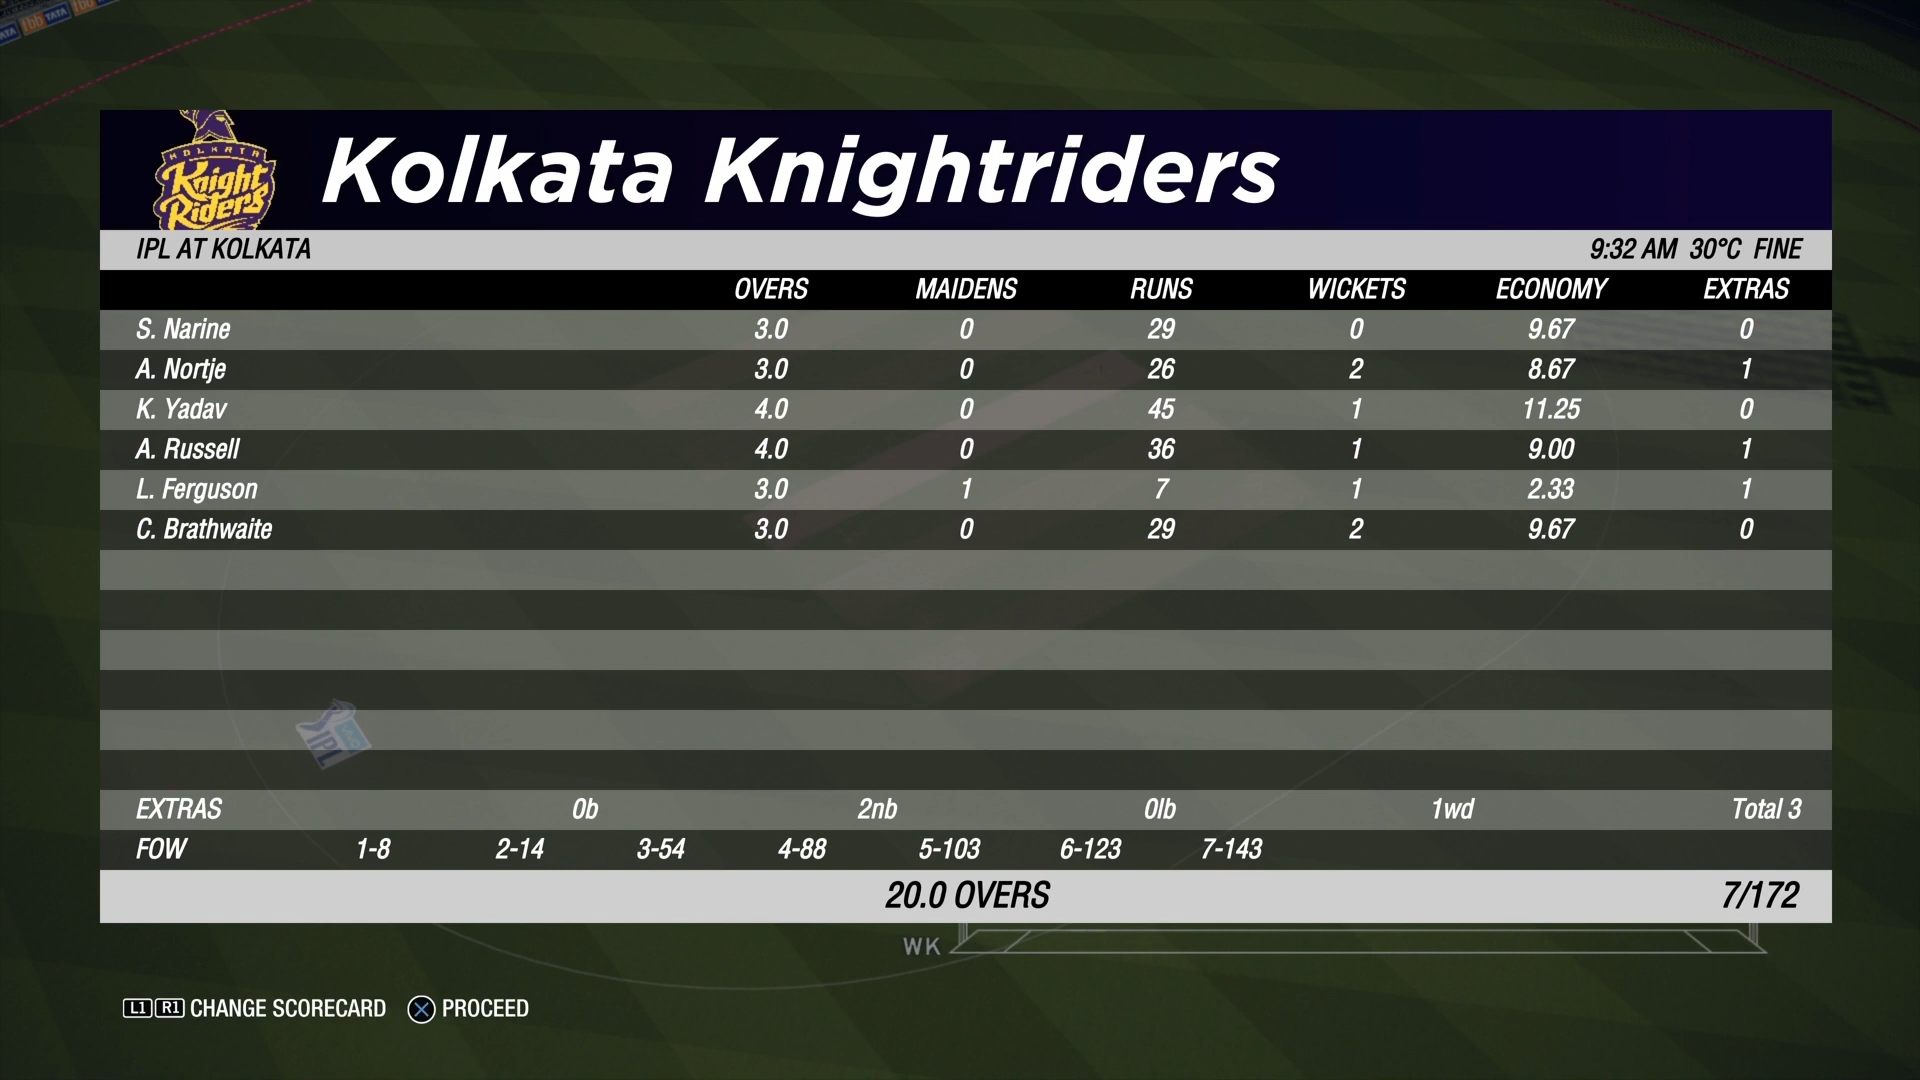 fbb TATA fbb
TATA
KOLKATA
Knight
Riders
Kolkata Knightriders
IPL AT KOLKATA 9:32 AM 30°C FINE
OVERS MAIDENS RUNS WICKETS ECONOMY EXTRAS
S. Narine 3.0 0 29 0 9.67 0
A. Nortje 3.0 0 26 2 8.67 1
K. Yadav 4.0 0 45 1 11.25 0
A. Russell 4.0 0 36 1 9.00 1
L. Ferguson 3.0 1 7 1 2.33 1
C. Brathwaite 3.0 0 29 2 9.67 0
IPL
EXTRAS 0b 2nb 0lb 1wd Total 3
FOW 1-8 2-14 3-54 4-88 5-103 6-123 7-143
20.0 OVERS 7/172
WK
L1 R1 CHANGE SCORECARD PROCEED